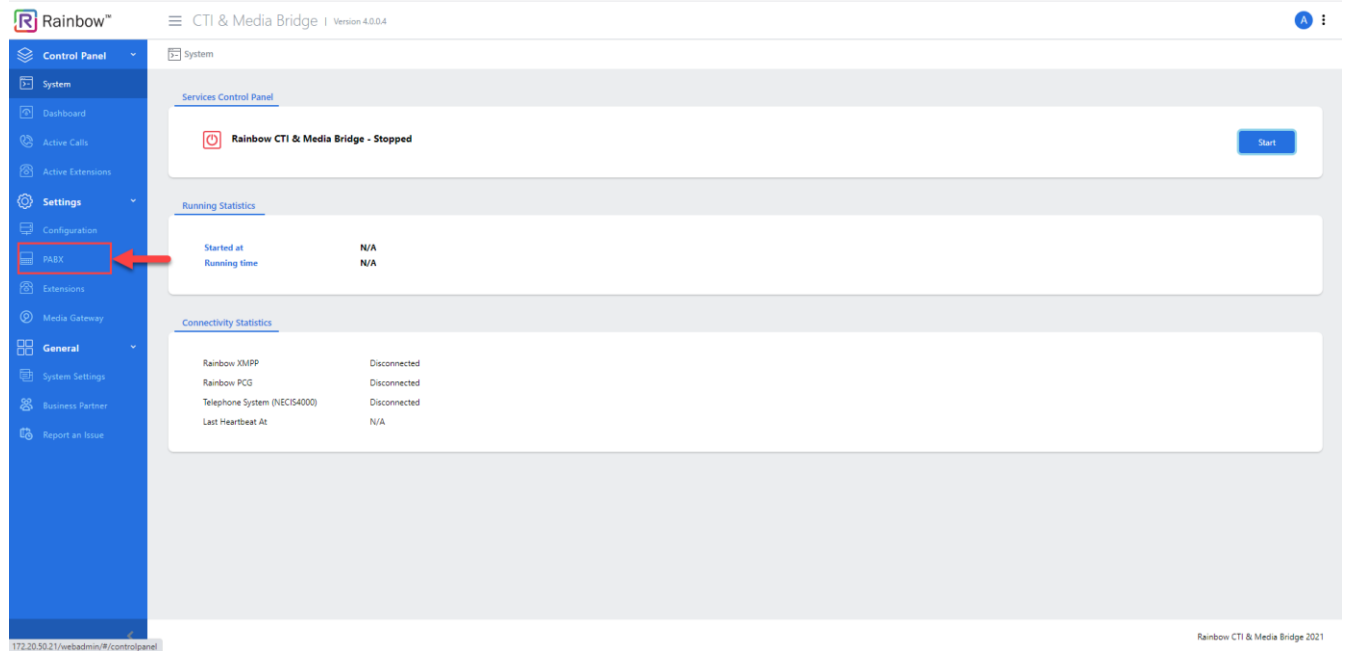 Rainbow™
CTI & Media Bridge | Version 4.0.0.4
A
Control Panel
System
System
Dashboard
Active Calls
Active Extensions
Settings
Configuration
PABX
Extensions
Media Gateway
General
System Settings
Business Partner
Report an Issue
Services Control Panel
Rainbow CTI & Media Bridge - Stopped
Start
Running Statistics
Started at N/A
Running time N/A
Connectivity Statistics
Rainbow XMPP Disconnected
Rainbow PCG Disconnected
Telephone System (NECIS4000) Disconnected
Last Heartbeat At N/A
Rainbow CTI & Media Bridge 2021
172.20.50.21/webadmin/#/controlpanel